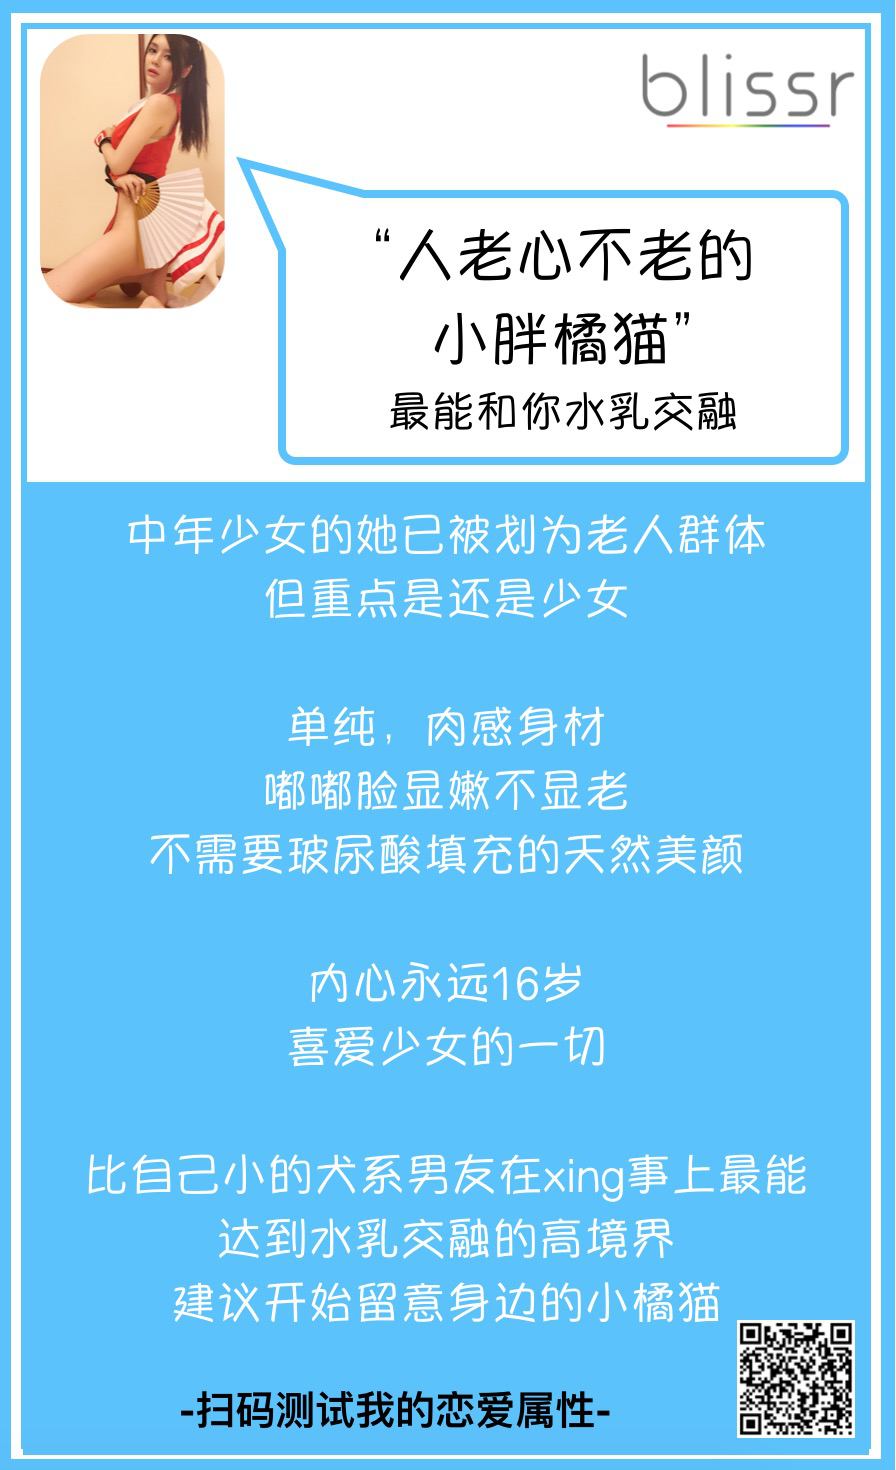 blissr
“人老心不老的
小胖橘猫”
最能和你水乳交融
中年少女的她已被划为老人群体
但重点是还是少女
单纯，肉感身材
嘟嘟脸显嫩不显老
不需要玻尿酸填充的天然美颜
内心永远16岁
喜爱少女的一切
比自己小的犬系男友在xing事上最能
达到水乳交融的高境界
建议开始留意身边的小橘猫
-扫码测试我的恋爱属性-